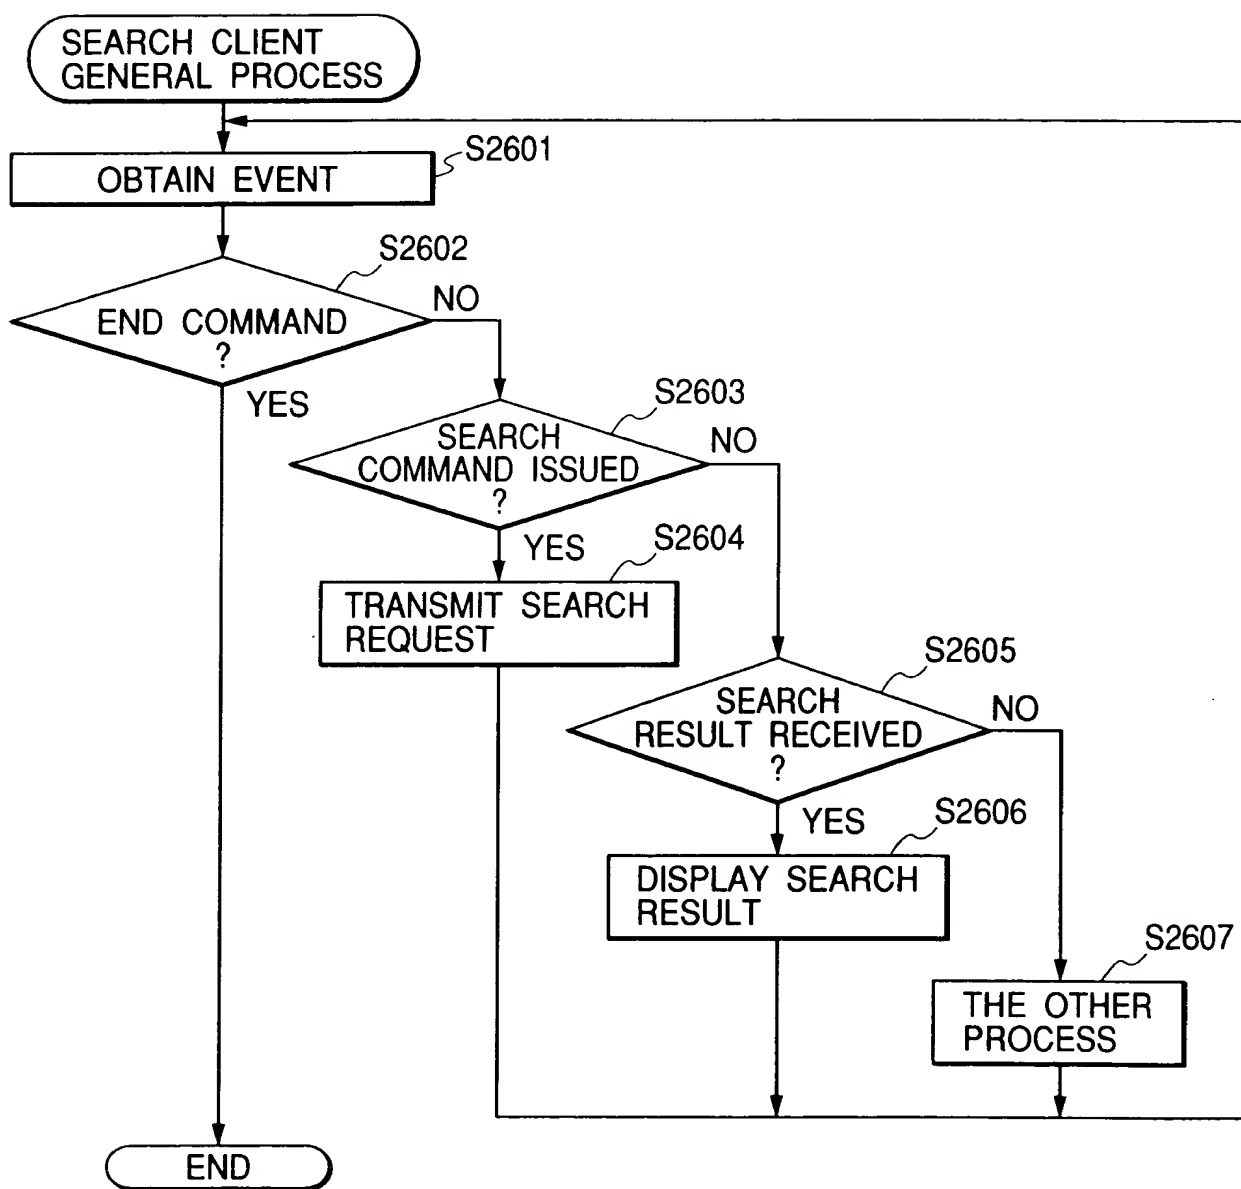 SEARCH CLIENT
GENERAL PROCESS
S2601
OBTAIN EVENT
S2602
END COMMAND
?
NO
YES
S2603
SEARCH
COMMAND ISSUED
?
NO
YES
S2604
TRANSMIT SEARCH
REQUEST
S2605
SEARCH
RESULT RECEIVED
?
NO
YES
S2606
DISPLAY SEARCH
RESULT
S2607
THE OTHER
PROCESS
END